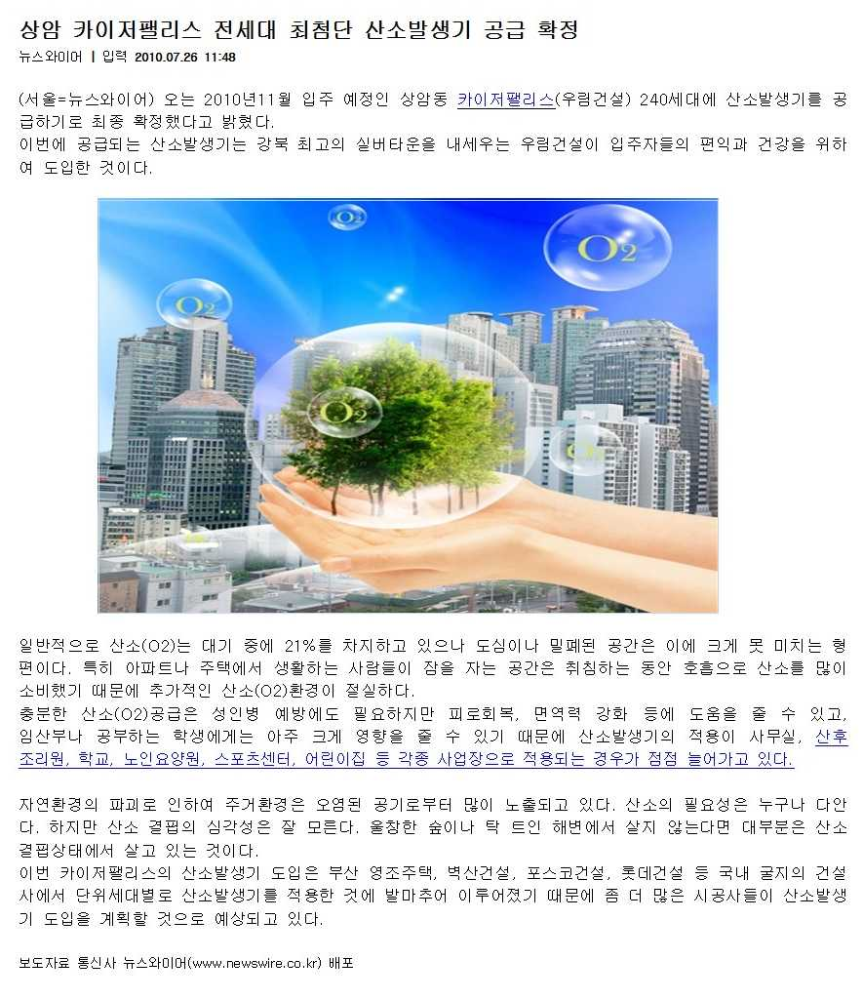 상암 카이저팰리스 전세대 최첨단 산소발생기 공급 확정
뉴스와이어 | 입력 2010.07.26 11:48
(서울=뉴스와이어) 오는 2010년11월 입주 예정인 상암동 카이저팰리스(우림건설) 240세대에 산소발생기를 공
급하기로 최종 확정했다고 밝혔다.
이번에 공급되는 산소발생기는 강북 최고의 실버타운을 내세우는 우림건설이 입주자들의 편익과 건강을 위하
여 도입한 것이다.
O2
O2
O2
O2
O2
일반적으로 산소(O2)는 대기 중에 21%를 차지하고 있으나 도심이나 밀폐된 공간은 이에 크게 못 미치는 형
편이다. 특히 아파트나 주택에서 생활하는 사람들이 잠을 자는 공간은 취침하는 동안 호흡으로 산소를 많이
소비했기 때문에 추가적인 산소(O2)환경이 절실하다.
충분한 산소(O2)공급은 성인병 예방에도 필요하지만 피로회복, 면역력 강화 등에 도움을 줄 수 있고,
임산부나 공부하는 학생에게는 아주 크게 영향을 줄 수 있기 때문에 산소발생기의 적용이 사무실, 산후
조리원, 학교, 노인요양원, 스포츠센터, 어린이집 등 각종 사업장으로 적용되는 경우가 점점 늘어가고 있다.
자연환경의 파괴로 인하여 주거환경은 오염된 공기로부터 많이 노출되고 있다. 산소의 필요성은 누구나 다안
다. 하지만 산소 결핍의 심각성은 잘 모른다. 울창한 숲이나 탁 트인 해변에서 살지 않는다면 대부분은 산소
결핍상태에서 살고 있는 것이다.
이번 카이저팰리스의 산소발생기 도입은 부산 영조주택, 벽산건설, 포스코건설, 롯데건설 등 국내 굴지의 건설
사에서 단위세대별로 산소발생기를 적용한 것에 발마추어 이루어졌기 때문에 좀 더 많은 시공사들이 산소발생
기 도입을 계획할 것으로 예상되고 있다.
보도자료 통신사 뉴스와이어(www.newswire.co.kr) 배포